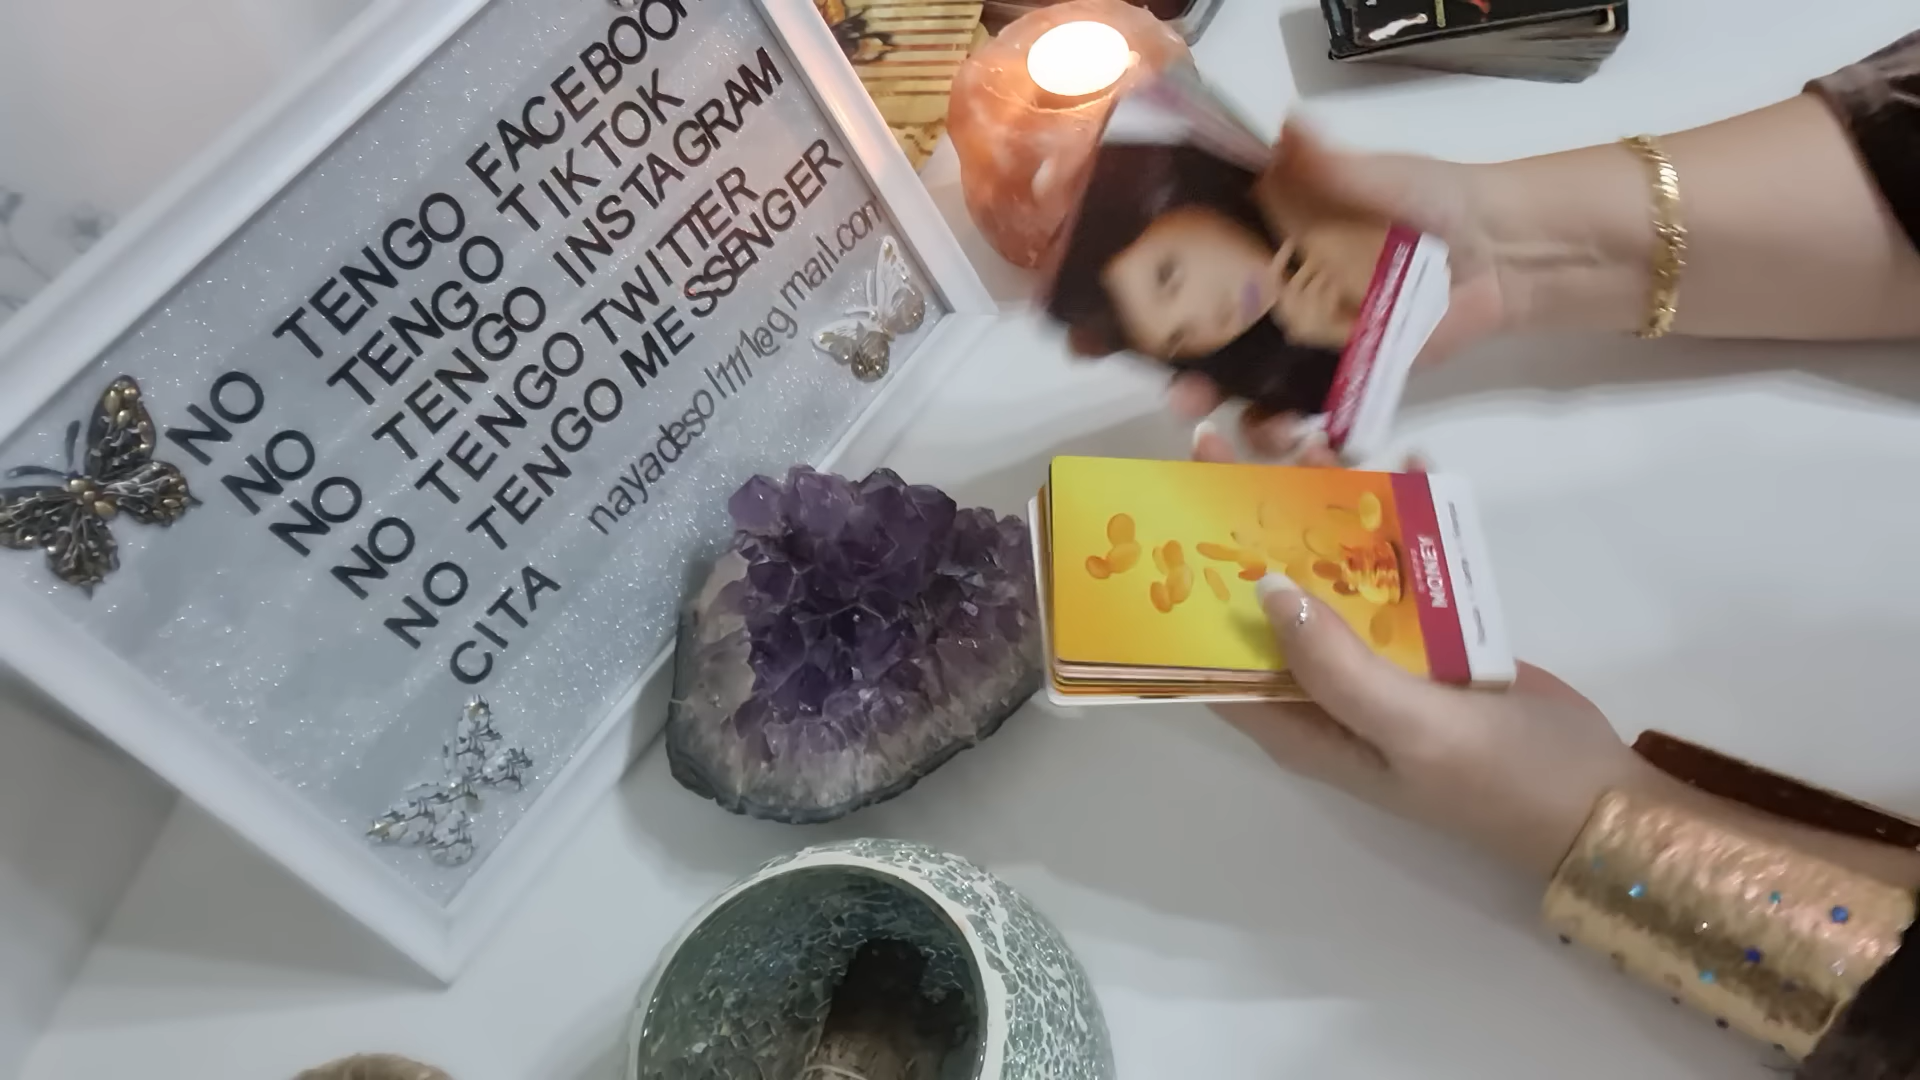 NO TENGO FACEBOOK
NO TENGO TIKTOK
NO TENGO INSTAGRAM
NO TENGO TWITTER
NO TENGO MESSENGER
CITA nayadesol1111@gmail.com
MONEY